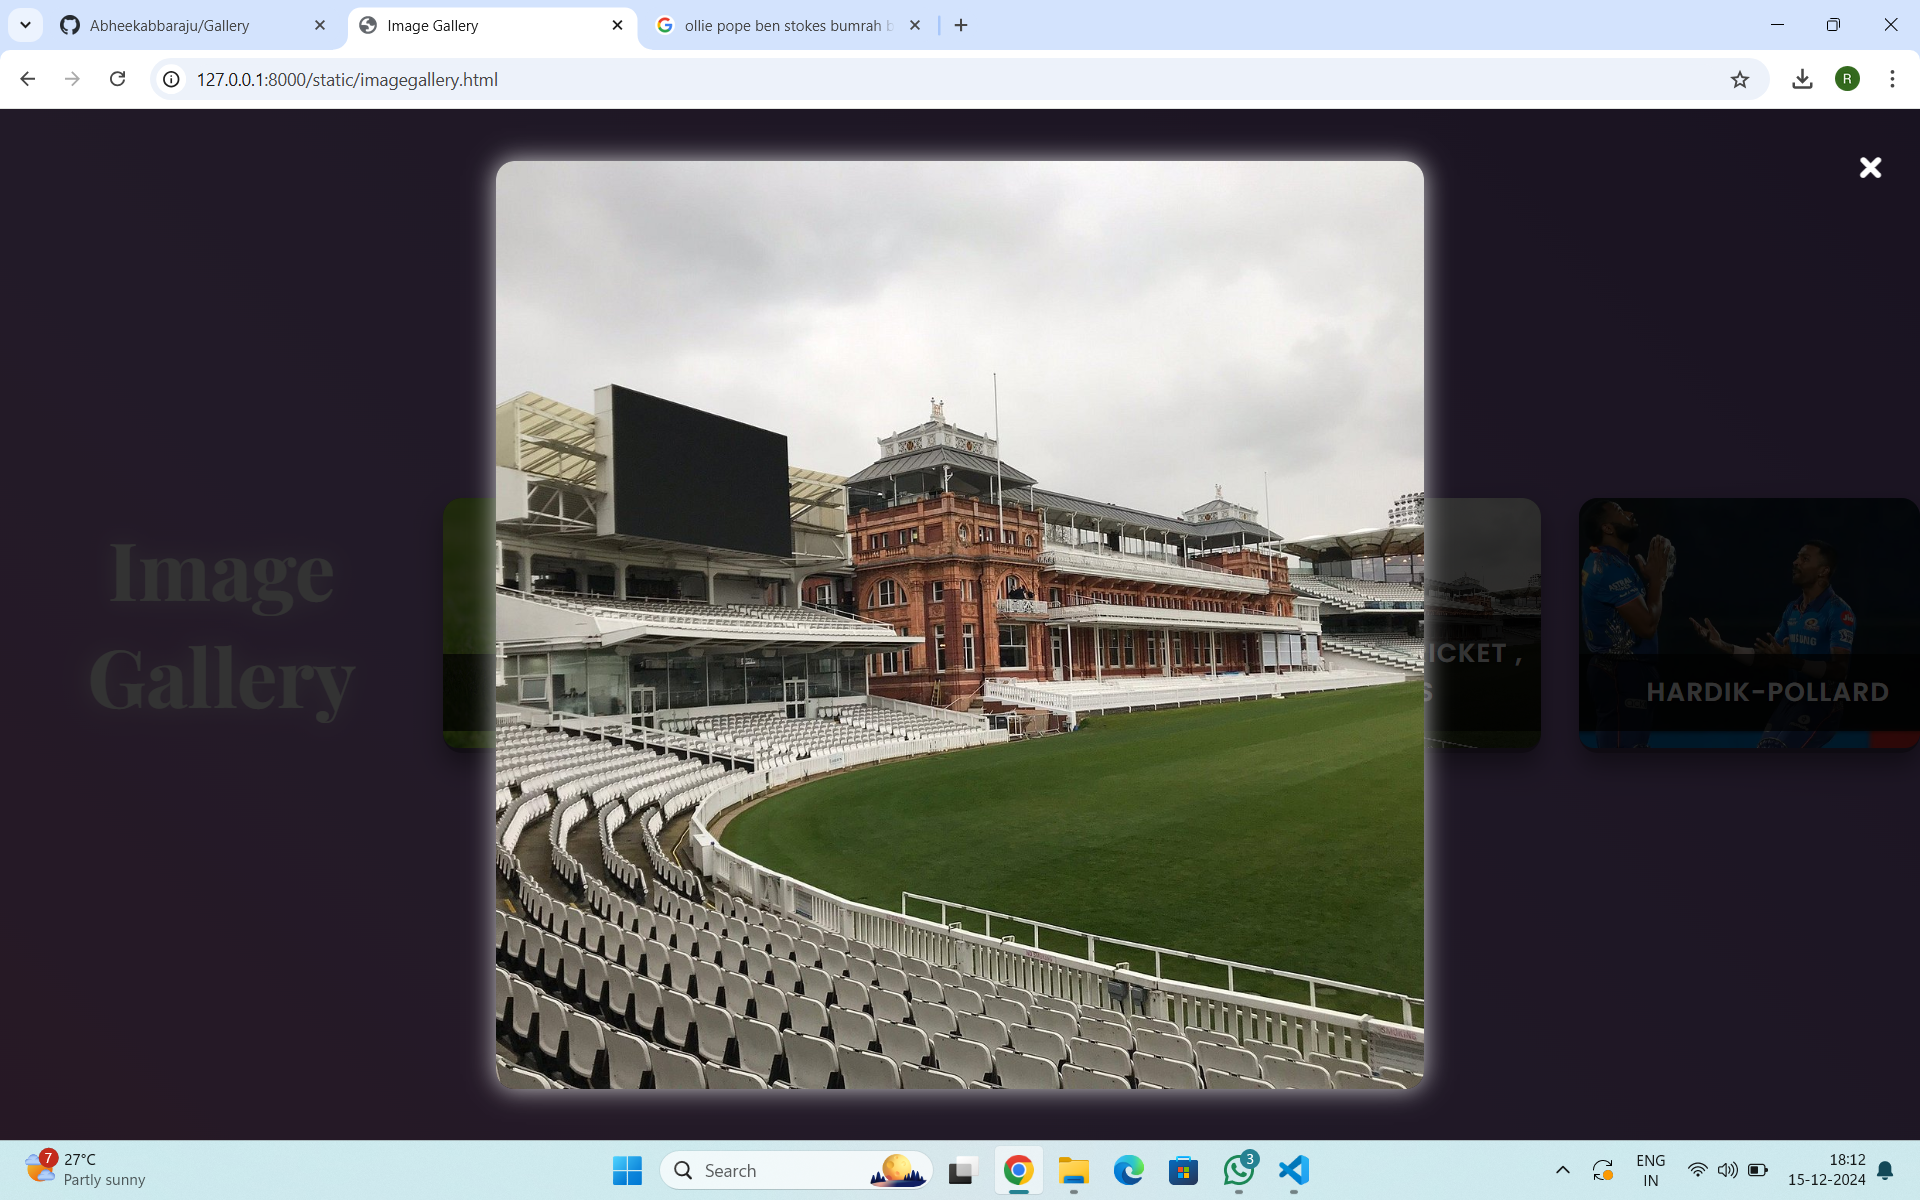 Abheekabbaraju/Gallery
Image Gallery
ollie pope ben stokes bumrah b
127.0.0.1:8000/static/imagegallery.html
R
Image
Gallery
ICKET ,
S
HARDIK-POLLARD
7
27°C
Partly sunny
Search
3
ENG
IN
18:12
15-12-2024